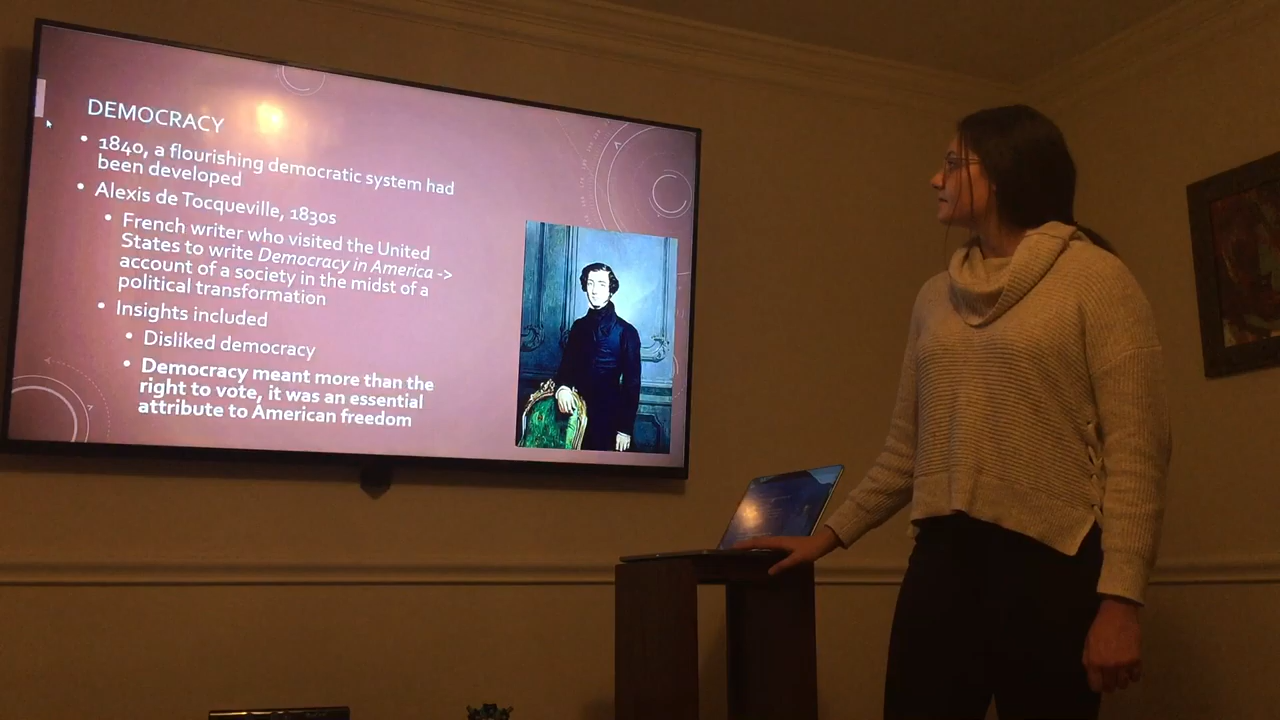 DEMOCRACY
• 1840, a flourishing democratic system had
been developed
• Alexis de Tocqueville, 1830s
• French writer who visited the United
States to write Democracy in America ->
account of a society in the midst of a
political transformation
• Insights included
• Disliked democracy
• Democracy meant more than the
right to vote, it was an essential
attribute to American freedom